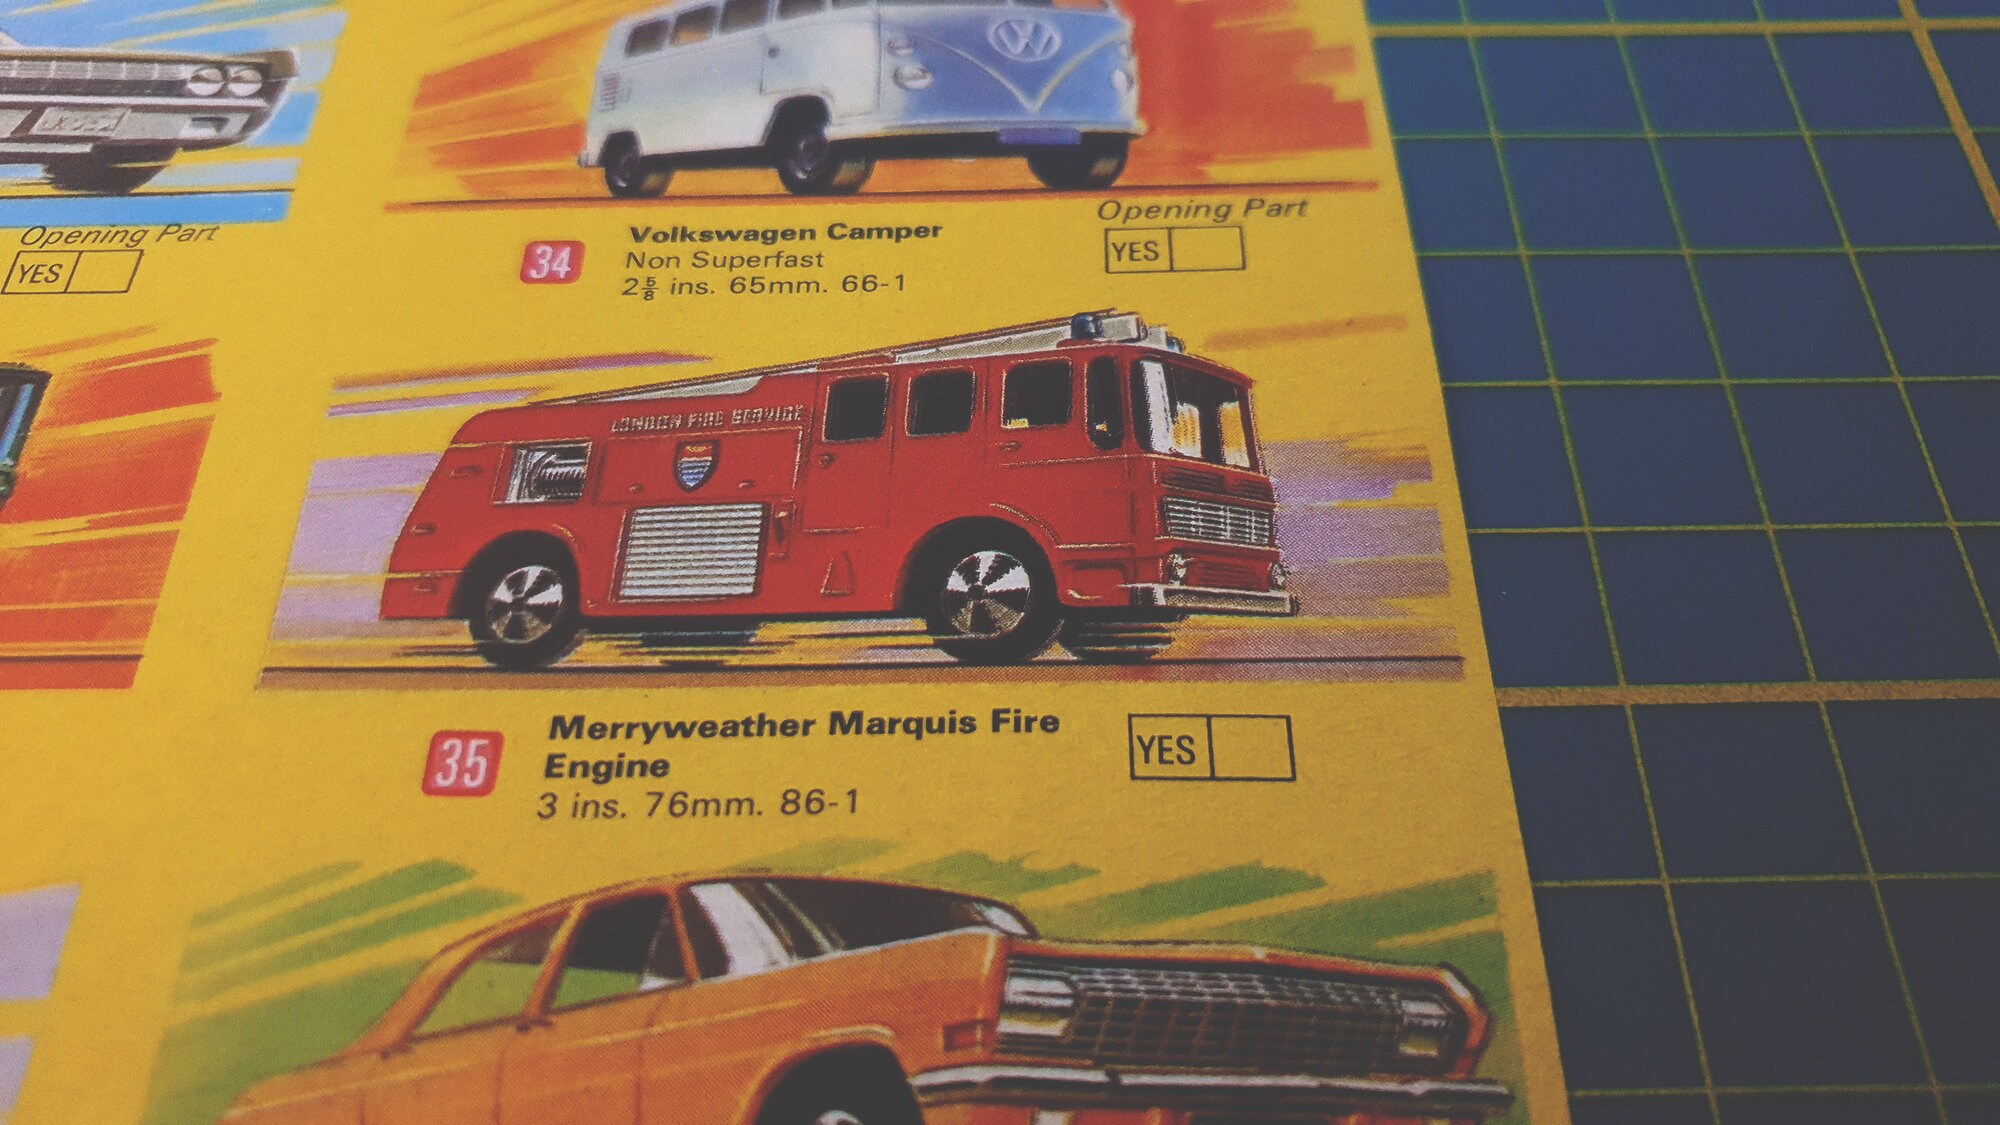 Opening Part
YES
34
Volkswagen Camper
Non Superfast
2⅝ ins. 65mm. 66-1
Opening Part
YES
LONDON FIRE SERVICE
35
Merryweather Marquis Fire
Engine
3 ins. 76mm. 86-1
YES